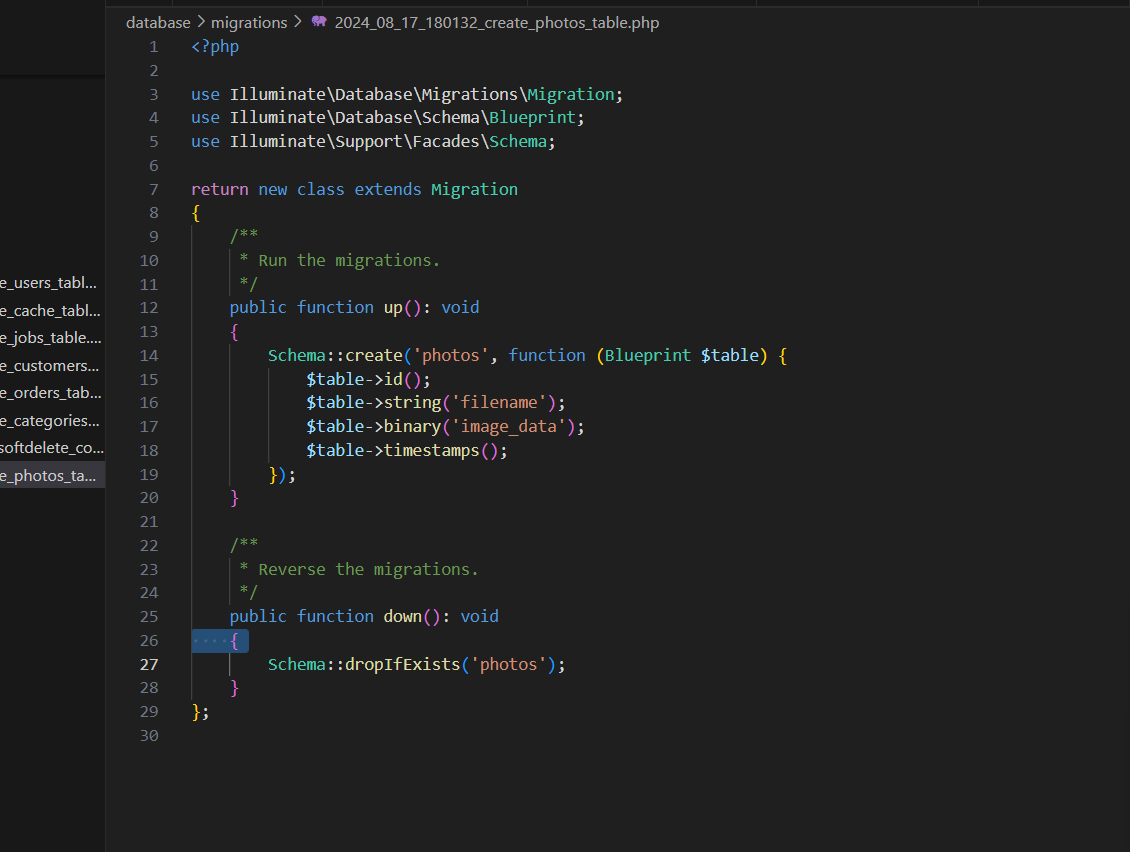 database > migrations > 2024_08_17_180132_create_photos_table.php
1 <?php
2
3 use Illuminate\Database\Migrations\Migration;
4 use Illuminate\Database\Schema\Blueprint;
5 use Illuminate\Support\Facades\Schema;
6
7 return new class extends Migration
8 {
9     /**
10      * Run the migrations.
11      */
12     public function up(): void
13     {
14         Schema::create('photos', function (Blueprint $table) {
15             $table->id();
16             $table->string('filename');
17             $table->binary('image_data');
18             $table->timestamps();
19         });
20     }
21
22     /**
23      * Reverse the migrations.
24      */
25     public function down(): void
26     {
27         Schema::dropIfExists('photos');
28     }
29 };
30
e_users_tabl...
e_cache_tabl...
e_jobs_table....
e_customers...
e_orders_tab...
e_categories...
softdelete_co...
e_photos_ta...